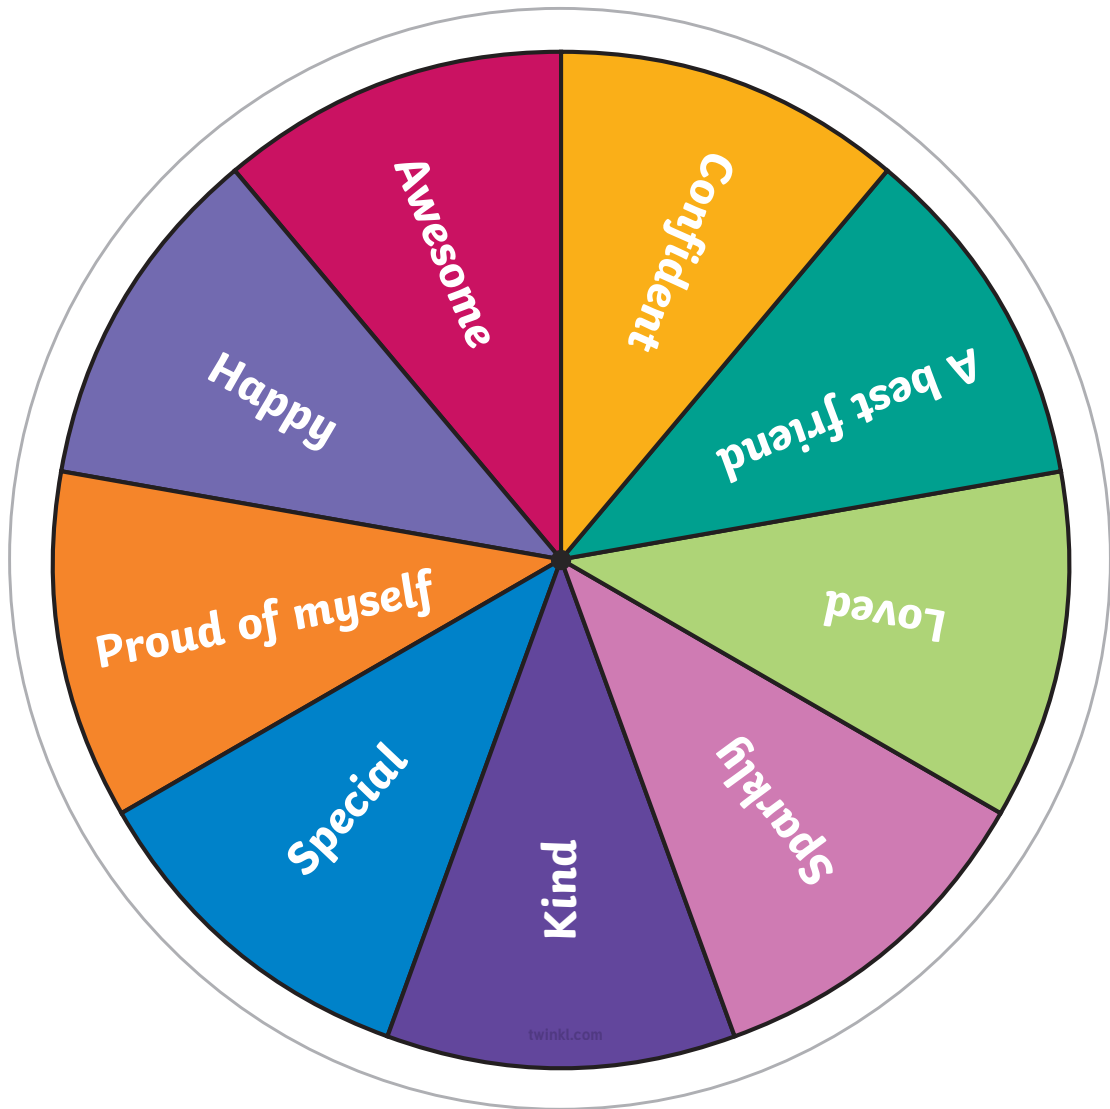 Confident
A best friend
Loved
Sparkly
Kind
Special
Proud of myself
Happy
Awesome
twinkl.com